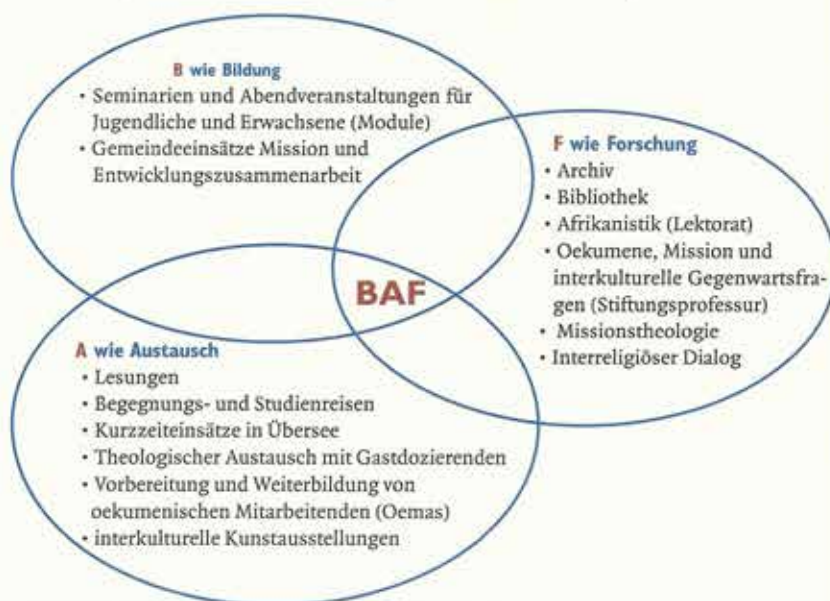 B wie Bildung
• Seminarien und Abendveranstaltungen für
Jugendliche und Erwachsene (Module)
• Gemeindeeinsätze Mission und
Entwicklungszusammenarbeit
F wie Forschung
• Archiv
• Bibliothek
• Afrikanistik (Lektorat)
• Oekumene, Mission und
interkulturelle Gegenwartsfra-
gen (Stiftungsprofessur)
• Missionstheologie
• Interreligiöser Dialog
BAF
A wie Austausch
• Lesungen
• Begegnungs- und Studienreisen
• Kurzzeiteinsätze in Übersee
• Theologischer Austausch mit Gastdozierenden
• Vorbereitung und Weiterbildung von
oekumenischen Mitarbeitenden (Oemas)
• interkulturelle Kunstausstellungen